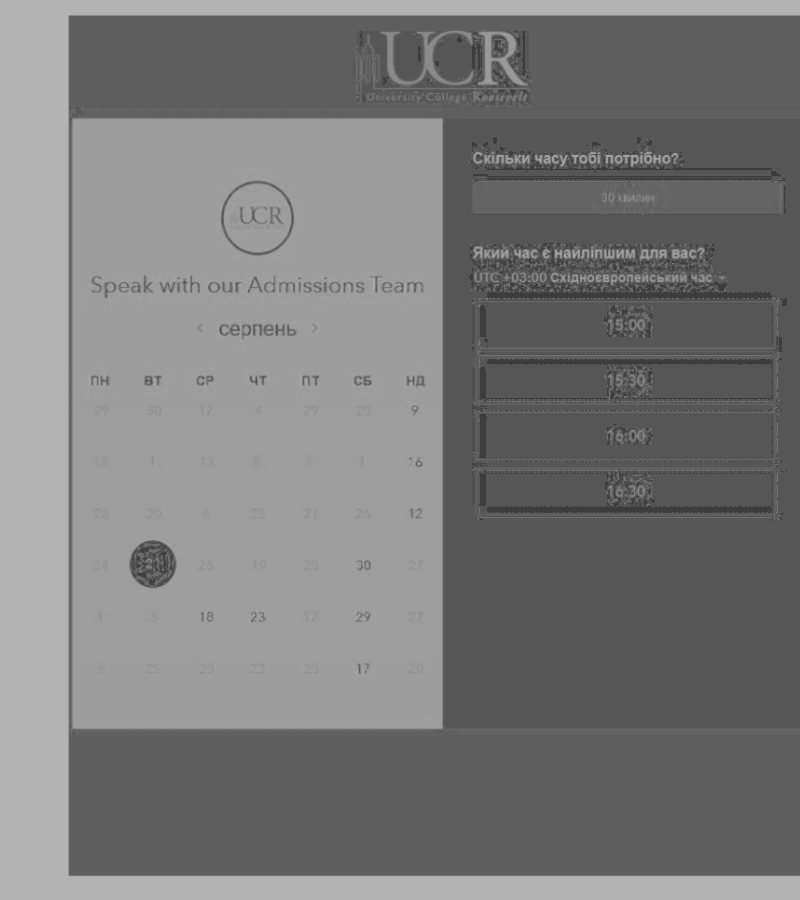 UCR
University College Roosevelt
UCR
Speak with our Admissions Team
‹ серпень ›
ПН ВТ СР ЧТ ПТ СБ НД
29 30 17 4 29 23 9
18 1 13 5 5 1 16
26 20 6 25 21 26 12
24 26 19 23 30 27
1 3 18 23 17 29 27
6 25 23 23 23 17 20
Скільки часу тобі потрібно?
30 хвилин
Який час є найліпшим для вас?
UTC +03:00 Східноєвропейський час
15:00
15:30
16:00
16:30